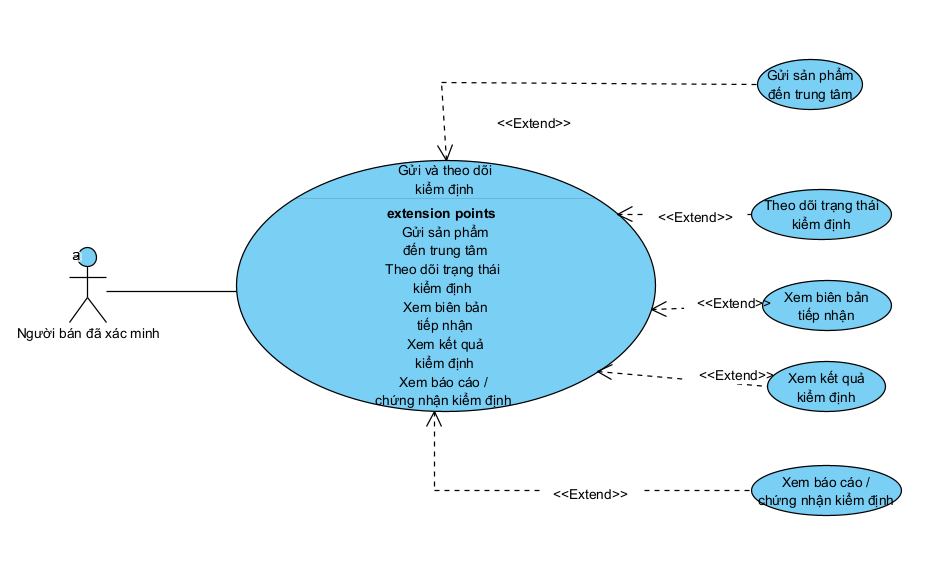 Gửi sản phẩm
đến trung tâm
<<Extend>>
Gửi và theo dõi
kiểm định
extension points
Gửi sản phẩm
đến trung tâm
Theo dõi trạng thái
kiểm định
Xem biên bản
tiếp nhận
Xem kết quả
kiểm định
Xem báo cáo /
chứng nhận kiểm định
<<Extend>>
Theo dõi trạng thái
kiểm định
a
Người bán đã xác minh
<<Extend>>
Xem biên bản
tiếp nhận
<<Extend>>
Xem kết quả
kiểm định
<<Extend>>
Xem báo cáo /
chứng nhận kiểm định